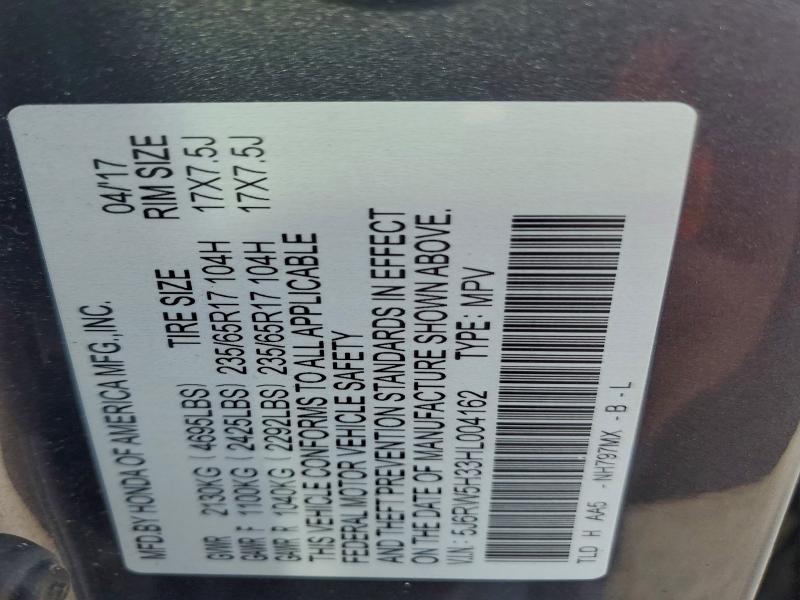 MFD.BY HONDA OF AMERICA MFG.,INC. 04/'17
TIRE SIZE RIM SIZE
GVWR 2130KG (4695LBS)
GAWR F 1100KG (2425LBS) 235/65R17 104H 17X7.5J
GAWR R 1040KG (2292LBS) 235/65R17 104H 17X7.5J
THIS VEHICLE CONFORMS TO ALL APPLICABLE
FEDERAL MOTOR VEHICLE SAFETY
AND THEFT PREVENTION STANDARDS IN EFFECT
ON THE DATE OF MANUFACTURE SHOWN ABOVE.
V.I.N: 5J6RW5H33HL004162 TYPE: MPV
TLD H AA5 -NH797MX -B -L